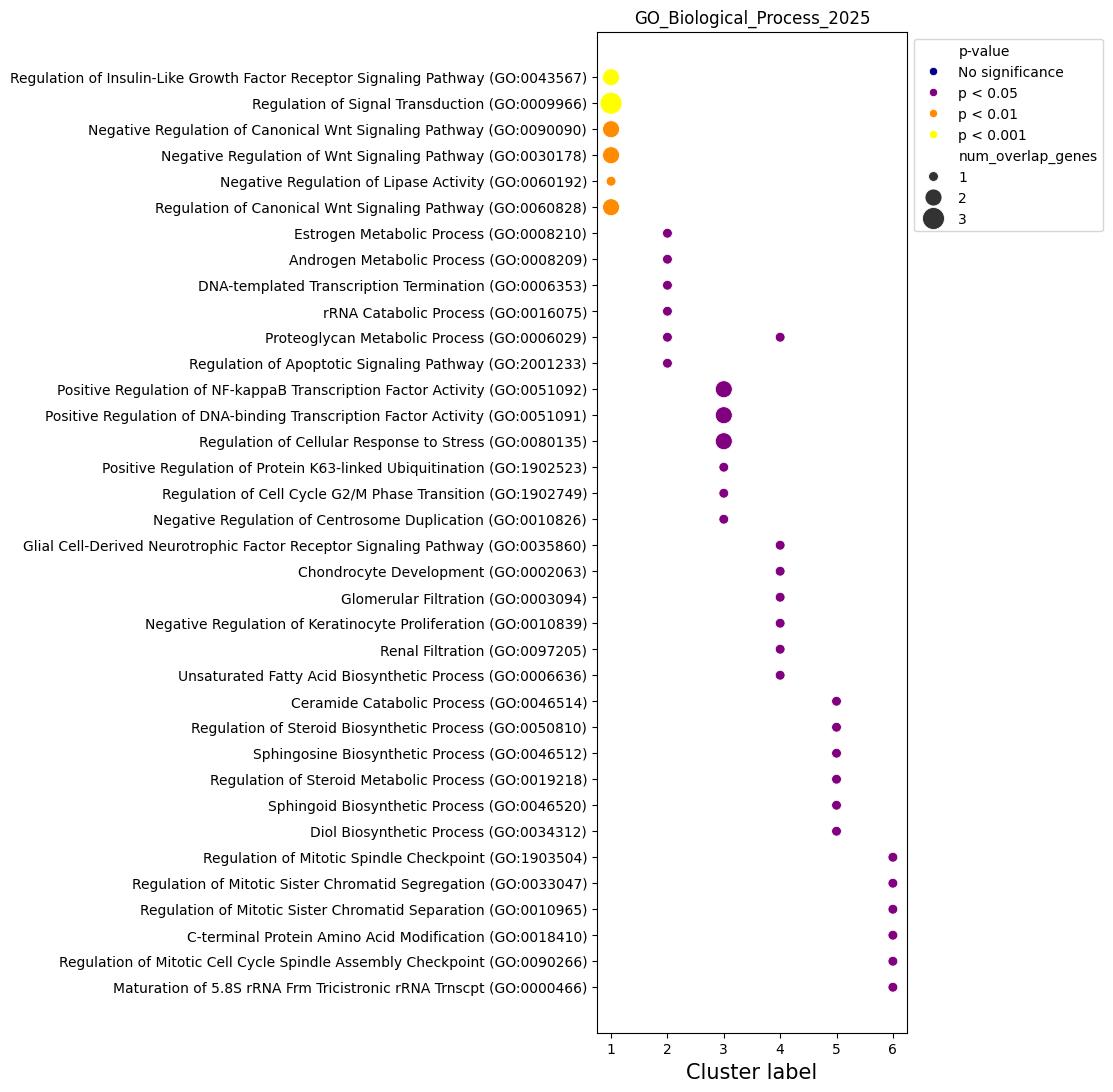 GO_Biological_Process_2025
Regulation of Insulin-Like Growth Factor Receptor Signaling Pathway (GO:0043567)
Regulation of Signal Transduction (GO:0009966)
Negative Regulation of Canonical Wnt Signaling Pathway (GO:0090090)
Negative Regulation of Wnt Signaling Pathway (GO:0030178)
Negative Regulation of Lipase Activity (GO:0060192)
Regulation of Canonical Wnt Signaling Pathway (GO:0060828)
Estrogen Metabolic Process (GO:0008210)
Androgen Metabolic Process (GO:0008209)
DNA-templated Transcription Termination (GO:0006353)
rRNA Catabolic Process (GO:0016075)
Proteoglycan Metabolic Process (GO:0006029)
Regulation of Apoptotic Signaling Pathway (GO:2001233)
Positive Regulation of NF-kappaB Transcription Factor Activity (GO:0051092)
Positive Regulation of DNA-binding Transcription Factor Activity (GO:0051091)
Regulation of Cellular Response to Stress (GO:0080135)
Positive Regulation of Protein K63-linked Ubiquitination (GO:1902523)
Regulation of Cell Cycle G2/M Phase Transition (GO:1902749)
Negative Regulation of Centrosome Duplication (GO:0010826)
Glial Cell-Derived Neurotrophic Factor Receptor Signaling Pathway (GO:0035860)
Chondrocyte Development (GO:0002063)
Glomerular Filtration (GO:0003094)
Negative Regulation of Keratinocyte Proliferation (GO:0010839)
Renal Filtration (GO:0097205)
Unsaturated Fatty Acid Biosynthetic Process (GO:0006636)
Ceramide Catabolic Process (GO:0046514)
Regulation of Steroid Biosynthetic Process (GO:0050810)
Sphingosine Biosynthetic Process (GO:0046512)
Regulation of Steroid Metabolic Process (GO:0019218)
Sphingoid Biosynthetic Process (GO:0046520)
Diol Biosynthetic Process (GO:0034312)
Regulation of Mitotic Spindle Checkpoint (GO:1903504)
Regulation of Mitotic Sister Chromatid Segregation (GO:0033047)
Regulation of Mitotic Sister Chromatid Separation (GO:0010965)
C-terminal Protein Amino Acid Modification (GO:0018410)
Regulation of Mitotic Cell Cycle Spindle Assembly Checkpoint (GO:0090266)
Maturation of 5.8S rRNA Frm Tricistronic rRNA Trnscpt (GO:0000466)
1 2 3 4 5 6
Cluster label
p-value
No significance
p < 0.05
p < 0.01
p < 0.001
num_overlap_genes
1
2
3